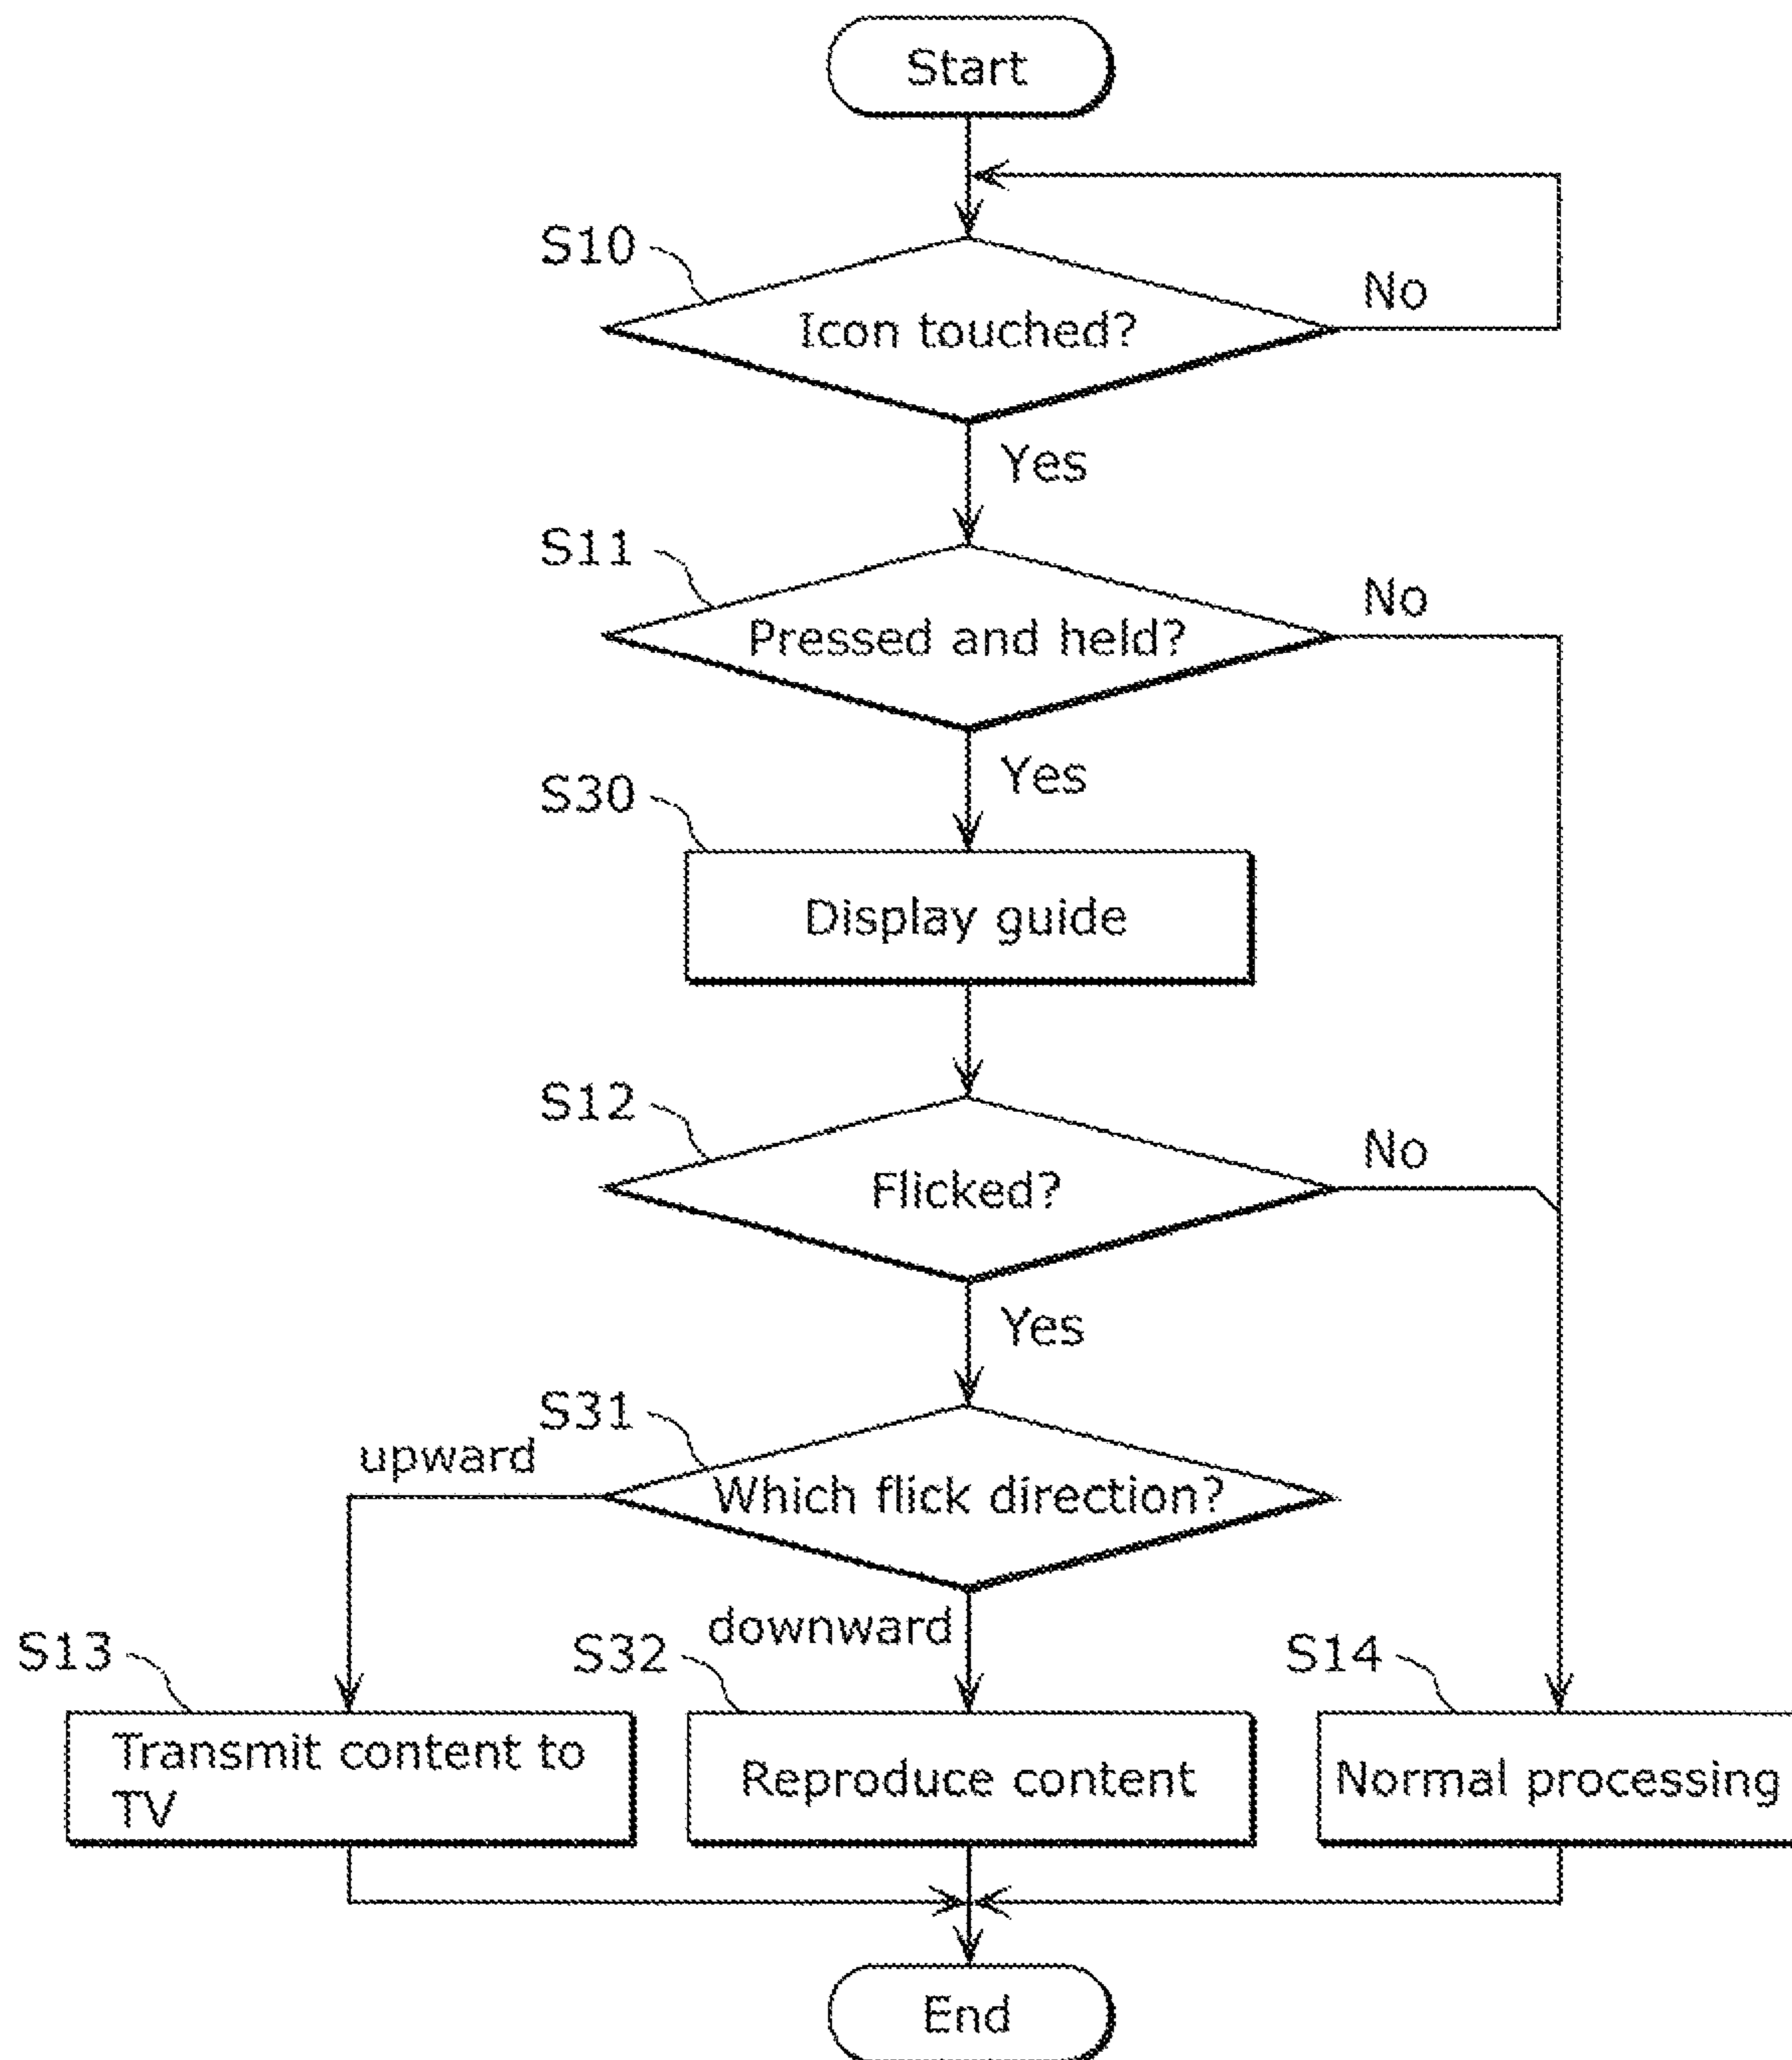 Start
S10
Icon touched?
No
Yes
S11
Pressed and held?
No
Yes
S30
Display guide
S12
Flicked?
No
Yes
S31
upward
Which flick direction?
downward
S13
Transmit content to
TV
S32
Reproduce content
S14
Normal processing
End